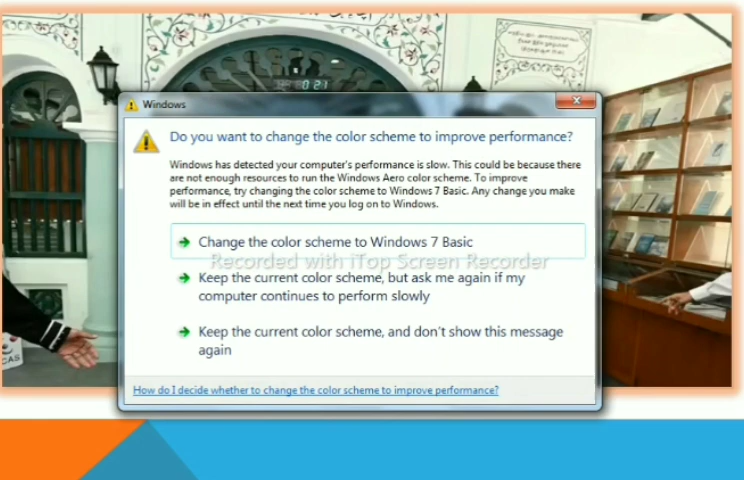 Windows
Do you want to change the color scheme to improve performance?
Windows has detected your computer's performance is slow. This could be because there
are not enough resources to run the Windows Aero color scheme. To improve
performance, try changing the color scheme to Windows 7 Basic. Any change you make
will be in effect until the next time you log on to Windows.
Change the color scheme to Windows 7 Basic
Recorded with iTop Screen Recorder
Keep the current color scheme, but ask me again if my
computer continues to perform slowly
Keep the current color scheme, and don't show this message
again
How do I decide whether to change the color scheme to improve performance?